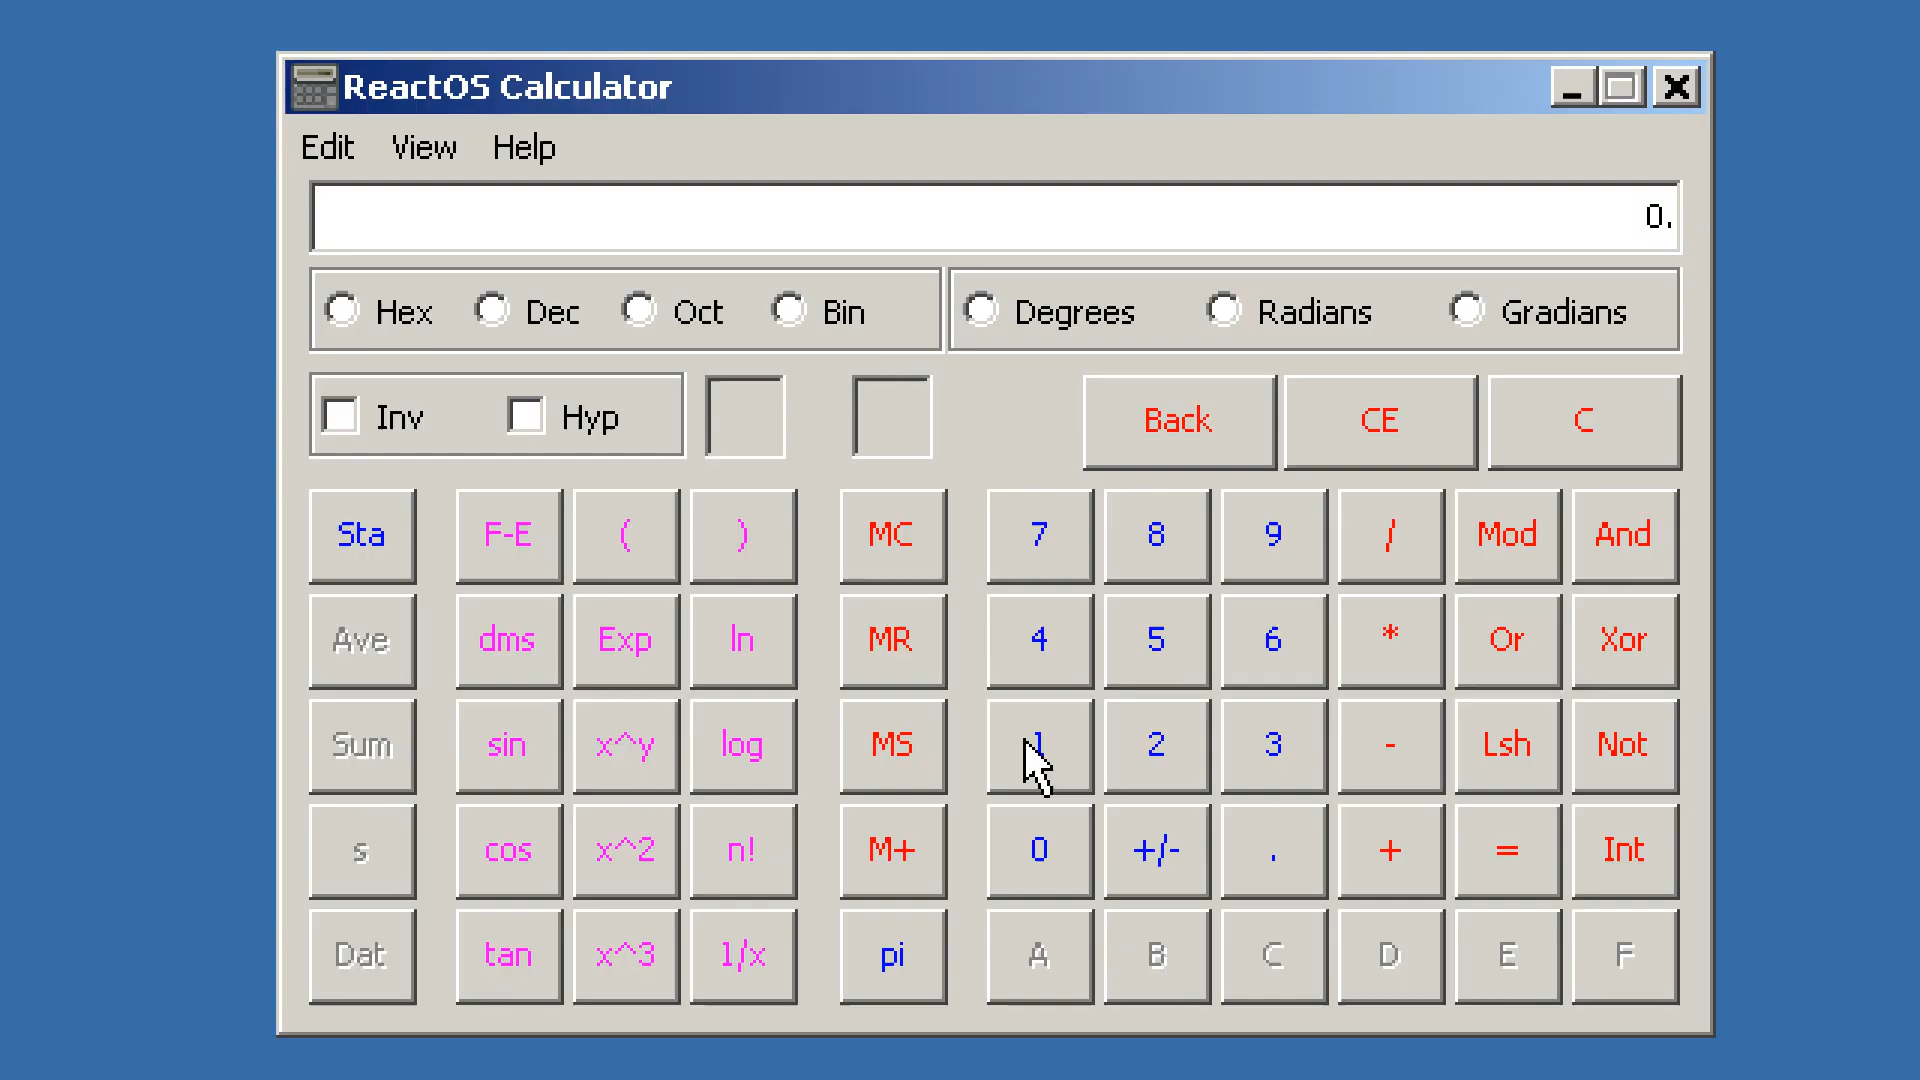 ReactOS Calculator
Edit View Help
0.
Hex Dec Oct Bin Degrees Radians Gradians
Inv Hyp Back CE C
Sta F-E ( ) MC 7 8 9 / Mod And
Ave dms Exp ln MR 4 5 6 * Or Xor
Sum sin x^y log MS 1 2 3 - Lsh Not
s cos x^2 n! M+ 0 +/- . + = Int
Dat tan x^3 1/x pi A B C D E F